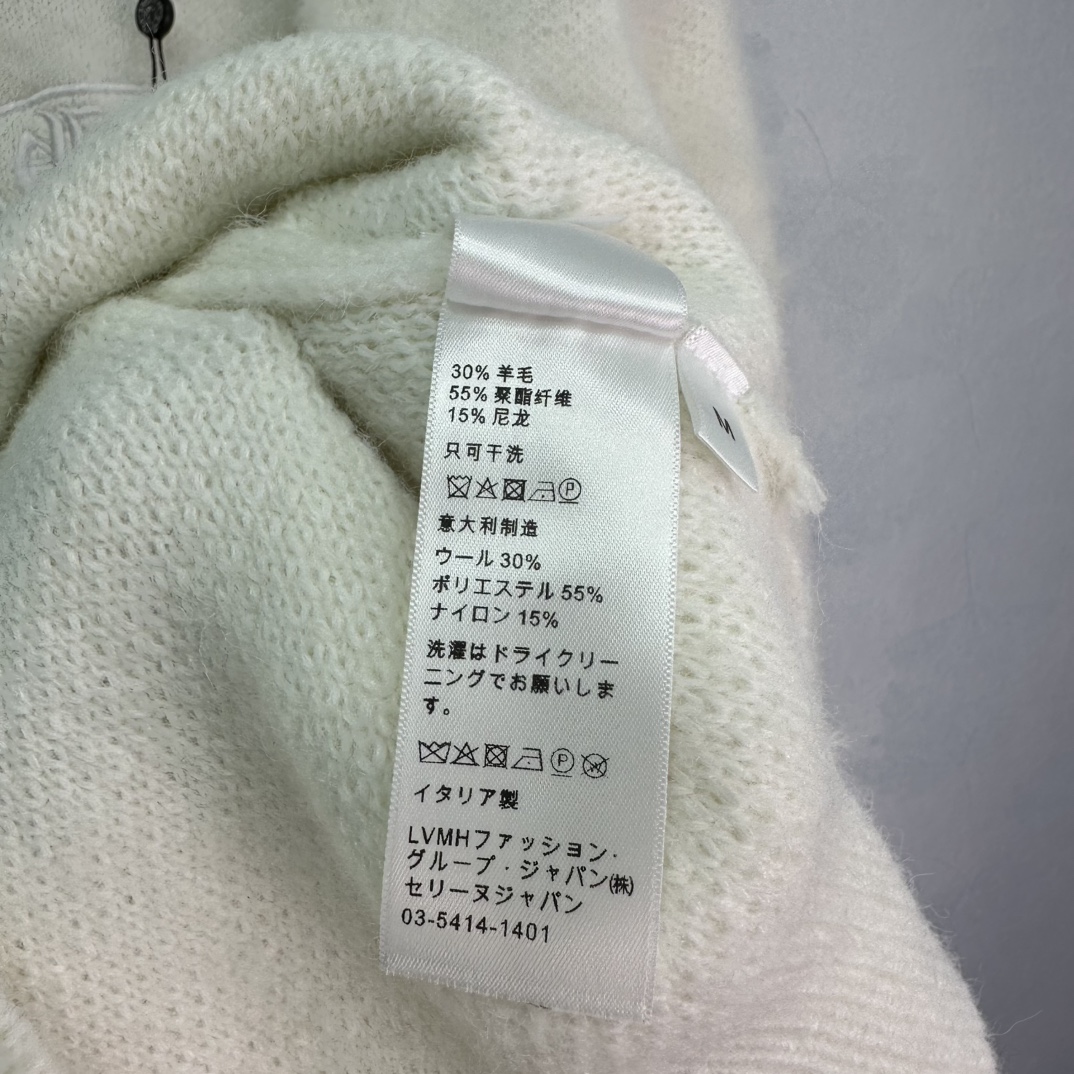 30% 羊毛
55% 聚酯纤维
15% 尼龙
只可干洗
P
意大利制造
ウール 30%
ポリエステル 55%
ナイロン 15%
洗濯はドライクリー
ニングでお願いしま
す。
P W
イタリア製
LVMHファッション・
グループ・ジャパン(株)
セリーヌジャパン
03-5414-1401
M